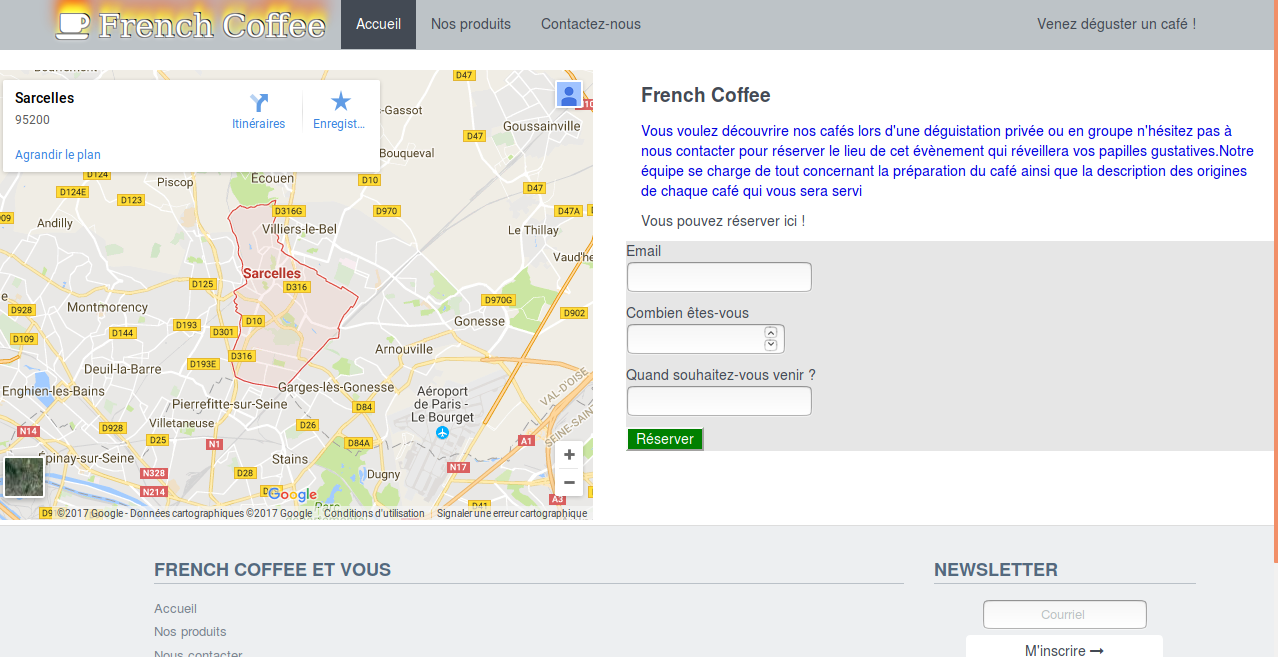 French Coffee
Accueil
Nos produits
Contactez-nous
Venez déguster un café !
Sarcelles
95200
Itinéraires
Enregist...
Agrandir le plan
D47
-Gassot
Goussainville
D47
Bouqueval
D124
Écouen
D10
Piscop
D124E
D123
D47
D316G
D970
D47A
Andilly
Villiers-le-Bel
Le Thillay
Vaud'he
Sarcelles
D125
D316
D970G
D928
Montmorency
D902
D193
D10
Gonesse
D144
D301
D109
Arnouville
D316
D193E
Deuil-la-Barre
VAL-D'OISE
Enghien-les-Bains
Garges-lès-Gonesse
Aéroport
de Paris -
Le Bourget
Pierrefitte-sur-Seine
D84
Villetaneuse
D26
N14
D928
D25
N1
D84A
A1
SEINE-SAINT
Épinay-sur-Seine
Stains
N17
N328
D28
Dugny
N214
Google
A3
D41
D9
©2017 Google - Données cartographiques ©2017 Google
Conditions d'utilisation
Signaler une erreur cartographique
French Coffee
Vous voulez découvrire nos cafés lors d'une déguistation privée ou en groupe n'hésitez pas à
nous contacter pour réserver le lieu de cet évènement qui réveillera vos papilles gustatives.Notre
équipe se charge de tout concernant la préparation du café ainsi que la description des origines
de chaque café qui vous sera servi
Vous pouvez réserver ici !
Email
Combien êtes-vous
Quand souhaitez-vous venir ?
Réserver
FRENCH COFFEE ET VOUS
Accueil
Nos produits
Nous contacter
NEWSLETTER
Courriel
M'inscrire